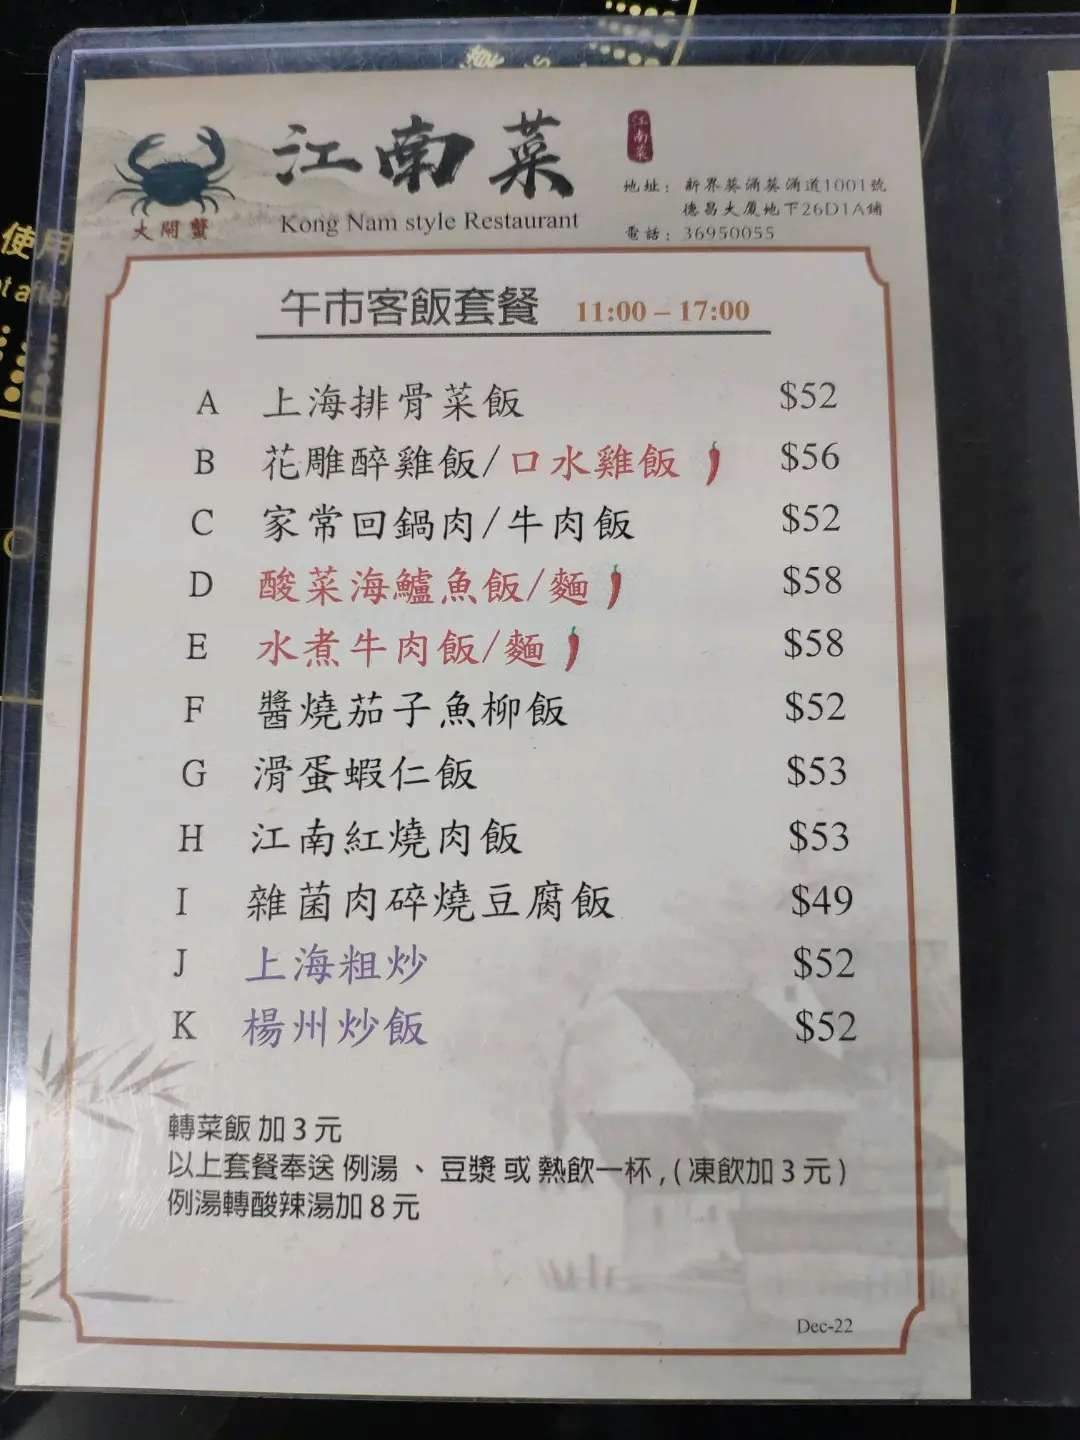 江南菜
江南菜
大閘蟹
Kong Nam style Restaurant
地址：新界葵涌葵涌道1001號
德昌大厦地下26D1A鋪
電話：36950055
使用
t after
午市客飯套餐 11:00 – 17:00
A 上海排骨菜飯 $52
B 花雕醉雞飯/口水雞飯 $56
C 家常回鍋肉/牛肉飯 $52
D 酸菜海鱸魚飯/麵 $58
E 水煮牛肉飯/麵 $58
F 醬燒茄子魚柳飯 $52
G 滑蛋蝦仁飯 $53
H 江南紅燒肉飯 $53
I 雜菌肉碎燒豆腐飯 $49
J 上海粗炒 $52
K 楊州炒飯 $52
轉菜飯 加 3 元
以上套餐奉送 例湯 、 豆漿 或 熱飲一杯 , ( 凍飲加 3 元 )
例湯轉酸辣湯加 8 元
Dec-22